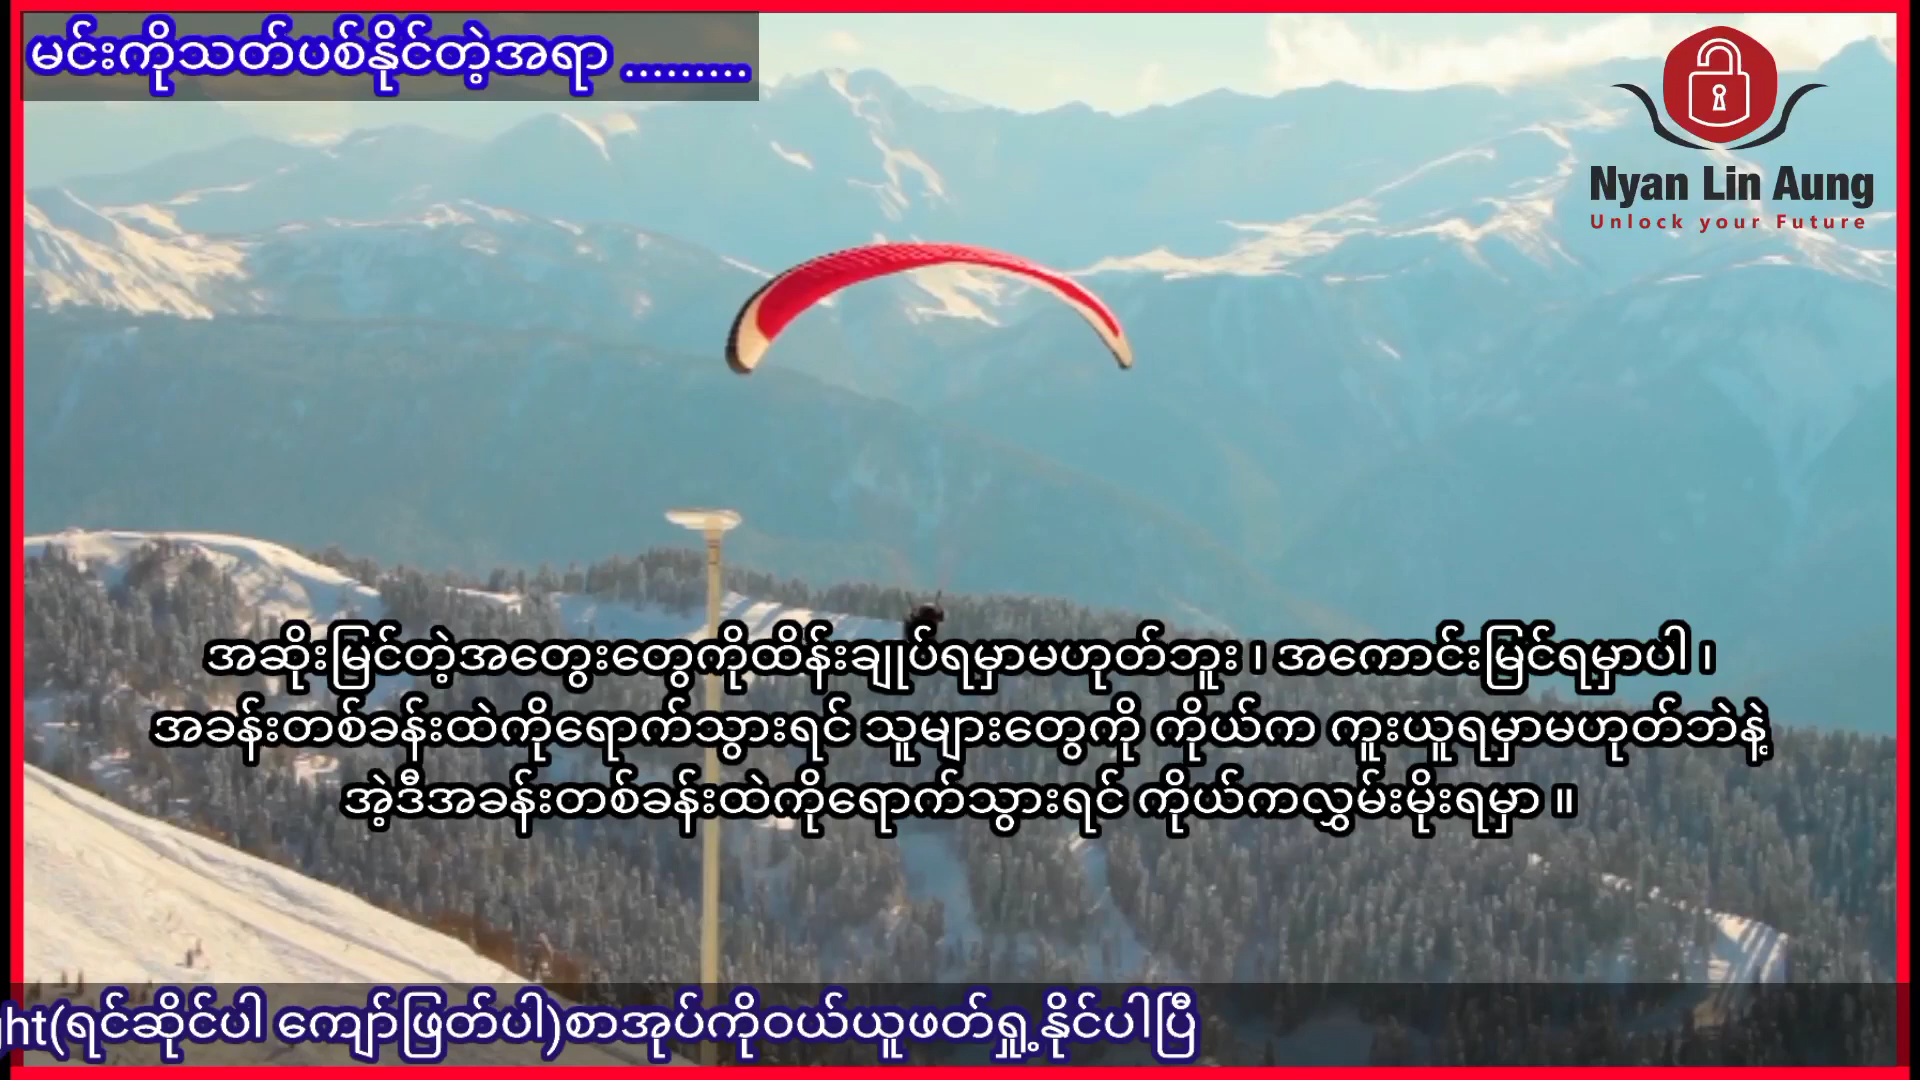 မင်းကိုသတ်ပစ်နိုင်တဲ့အရာ .........
Nyan Lin Aung
Unlock your Future
အဆိုးမြင်တဲ့အတွေးတွေကိုထိန်းချုပ်ရမှာမဟုတ်ဘူး ၊ အကောင်းမြင်ရမှာပါ ၊
အခန်းတစ်ခန်းထဲကိုရောက်သွားရင် သူများတွေကို ကိုယ်က ကူးယူရမှာမဟုတ်ဘဲနဲ့
အဲ့ဒီအခန်းတစ်ခန်းထဲကိုရောက်သွားရင် ကိုယ်ကလွှမ်းမိုးရမှာ ။
ght(ရင်ဆိုင်ပါ ကျော်ဖြတ်ပါ)စာအုပ်ကိုဝယ်ယူဖတ်ရှု့နိုင်ပါပြီ